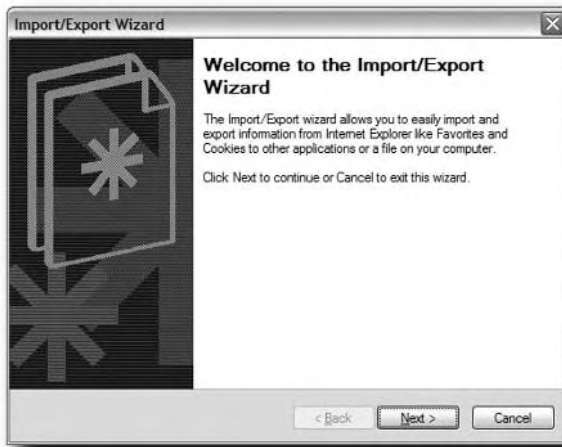 Import/Export Wizard
Welcome to the Import/Export
Wizard
The Import/Export wizard allows you to easily import and
export information from Internet Explorer like Favorites and
Cookies to other applications or a file on your computer.
Click Next to continue or Cancel to exit this wizard.
< Back Next > Cancel